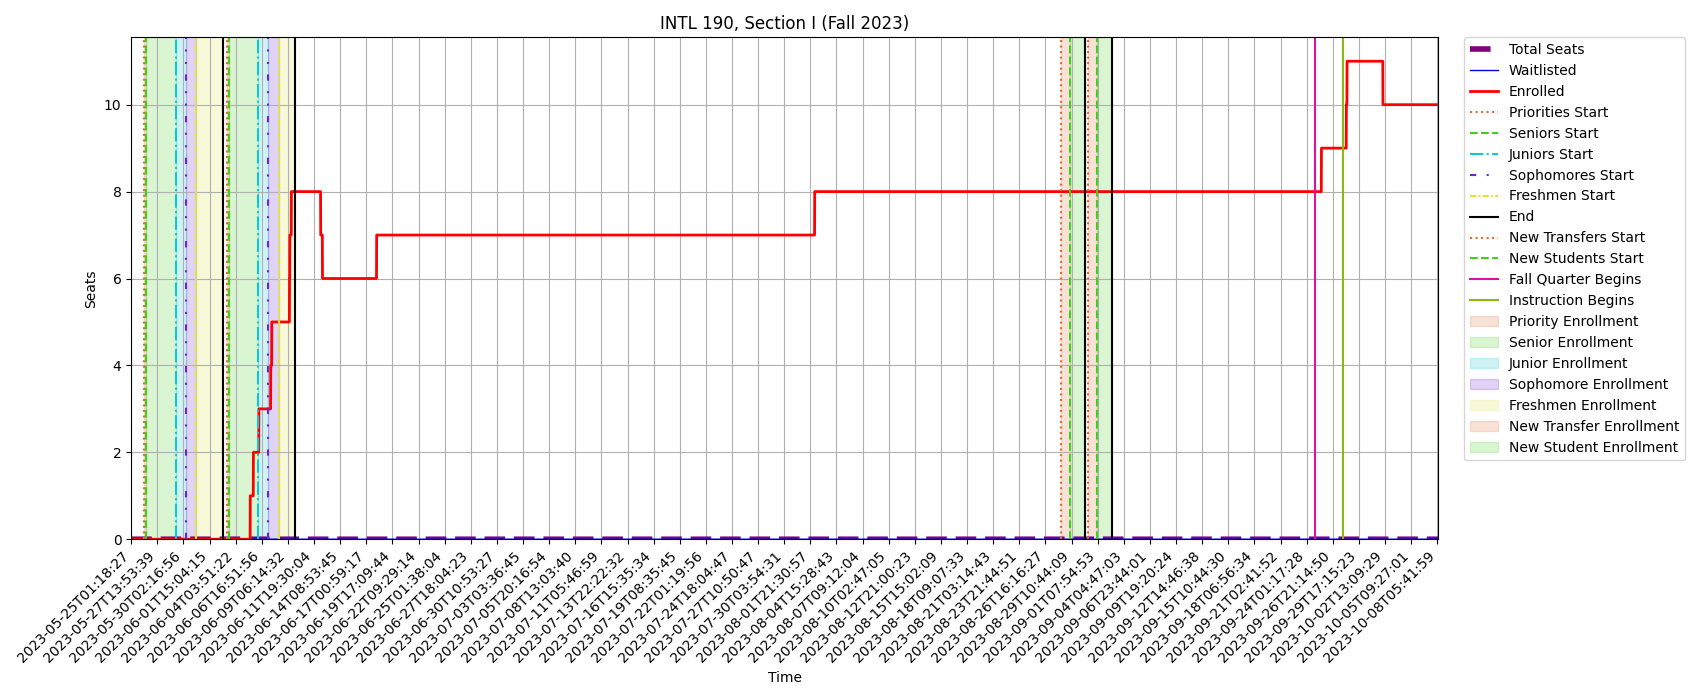 INTL 190, Section I (Fall 2023)
Seats
10
8
6
4
2
0
2023-05-25T01:18:27
2023-05-27T13:53:39
2023-05-30T02:16:56
2023-06-01T15:04:15
2023-06-04T03:51:22
2023-06-06T16:51:56
2023-06-09T06:14:32
2023-06-11T19:30:04
2023-06-14T08:53:45
2023-06-17T00:59:17
2023-06-19T17:09:44
2023-06-22T09:29:14
2023-06-25T01:38:04
2023-06-27T18:04:23
2023-06-30T10:53:27
2023-07-03T03:36:45
2023-07-05T20:16:54
2023-07-08T13:03:40
2023-07-11T05:46:59
2023-07-13T22:22:32
2023-07-16T15:35:34
2023-07-19T08:35:45
2023-07-22T01:19:56
2023-07-24T18:04:47
2023-07-27T10:50:47
2023-07-30T03:54:31
2023-08-01T21:30:57
2023-08-04T15:28:43
2023-08-07T09:12:04
2023-08-10T02:47:05
2023-08-12T21:00:23
2023-08-15T15:02:09
2023-08-18T09:07:33
2023-08-21T03:14:43
2023-08-23T21:44:51
2023-08-26T16:16:27
2023-08-29T10:44:09
2023-09-01T07:54:53
2023-09-04T04:47:03
2023-09-06T23:44:01
2023-09-09T19:20:24
2023-09-12T14:46:38
2023-09-15T10:44:30
2023-09-18T06:56:34
2023-09-21T02:41:52
2023-09-24T01:17:28
2023-09-26T21:14:50
2023-09-29T17:15:23
2023-10-02T13:09:29
2023-10-05T09:27:01
2023-10-08T05:41:59
Time
Total Seats
Waitlisted
Enrolled
Priorities Start
Seniors Start
Juniors Start
Sophomores Start
Freshmen Start
End
New Transfers Start
New Students Start
Fall Quarter Begins
Instruction Begins
Priority Enrollment
Senior Enrollment
Junior Enrollment
Sophomore Enrollment
Freshmen Enrollment
New Transfer Enrollment
New Student Enrollment